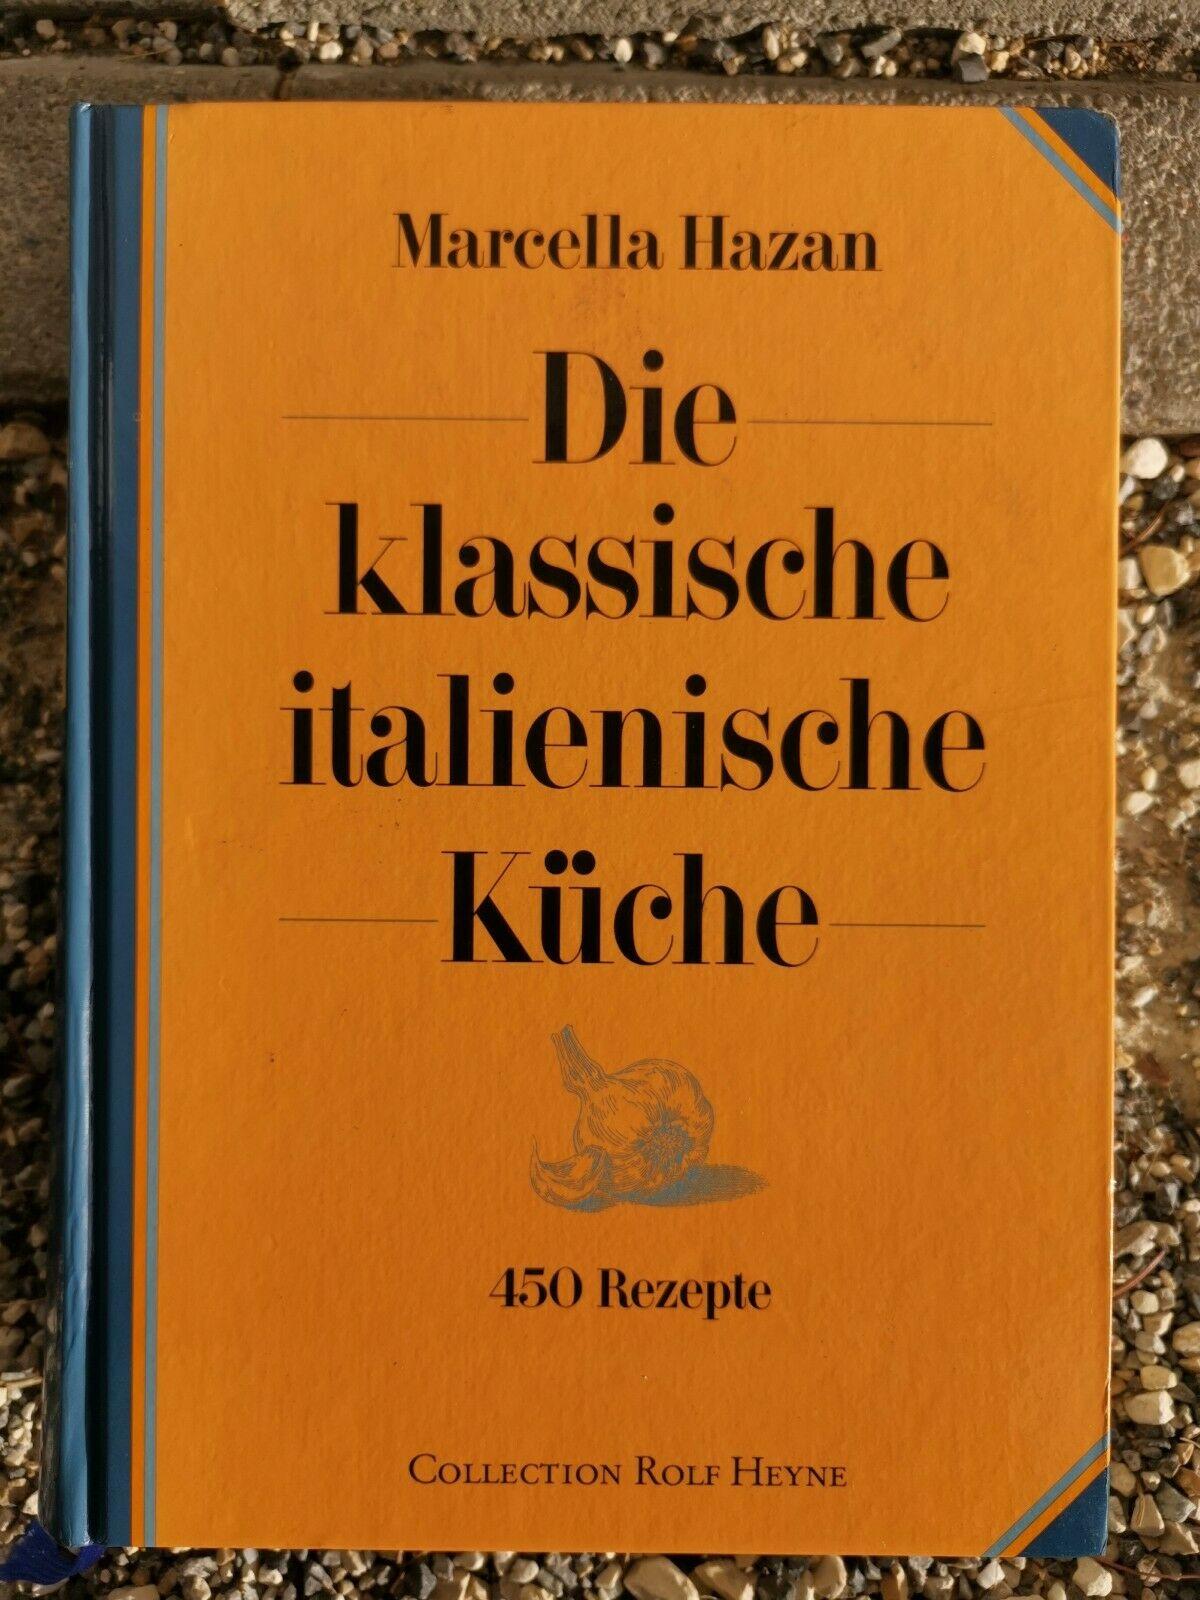 Marcella Hazan
Die
klassische
italienische
Küche
450 Rezepte
COLLECTION ROLF HEYNE